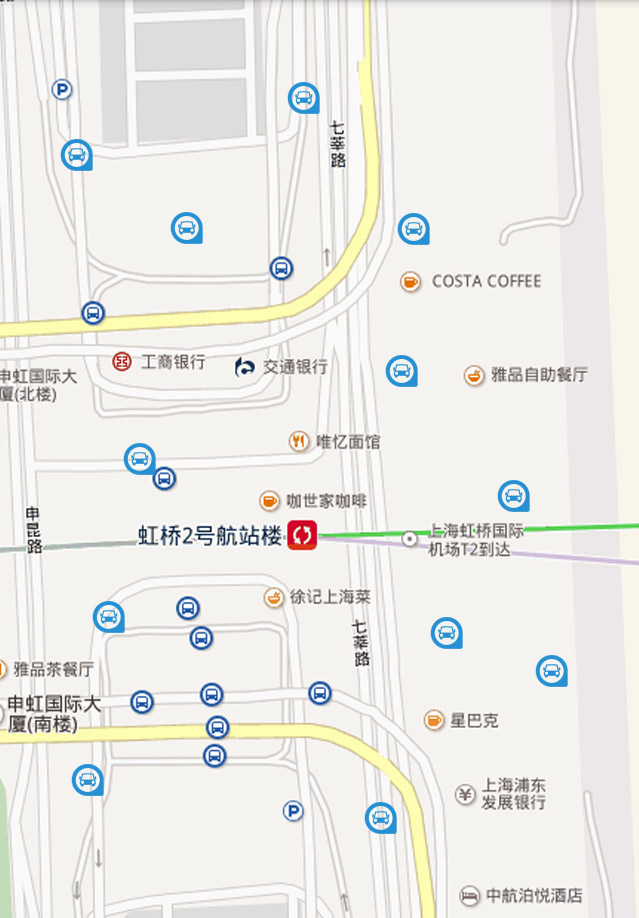 P
七莘路
COSTA COFFEE
工商银行
交通银行
申虹国际大
厦(北楼)
雅品自助餐厅
唯忆面馆
咖世家咖啡
申昆路
虹桥2号航站楼
上海虹桥国际
机场T2到达
徐记上海菜
七莘路
雅品茶餐厅
申虹国际大
厦(南楼)
星巴克
上海浦东
发展银行
P
中航泊悦酒店